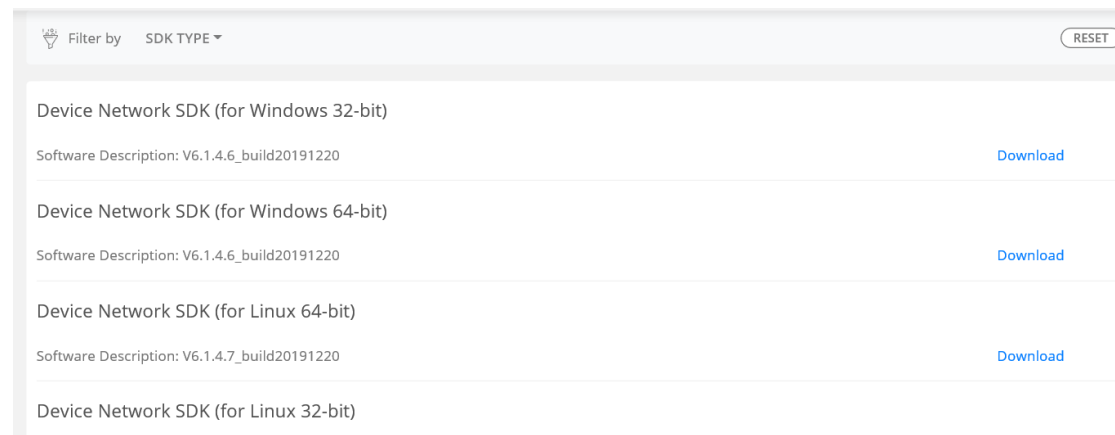 Filter by SDK TYPE RESET
Device Network SDK (for Windows 32-bit)
Software Description: V6.1.4.6_build20191220 Download
Device Network SDK (for Windows 64-bit)
Software Description: V6.1.4.6_build20191220 Download
Device Network SDK (for Linux 64-bit)
Software Description: V6.1.4.7_build20191220 Download
Device Network SDK (for Linux 32-bit)